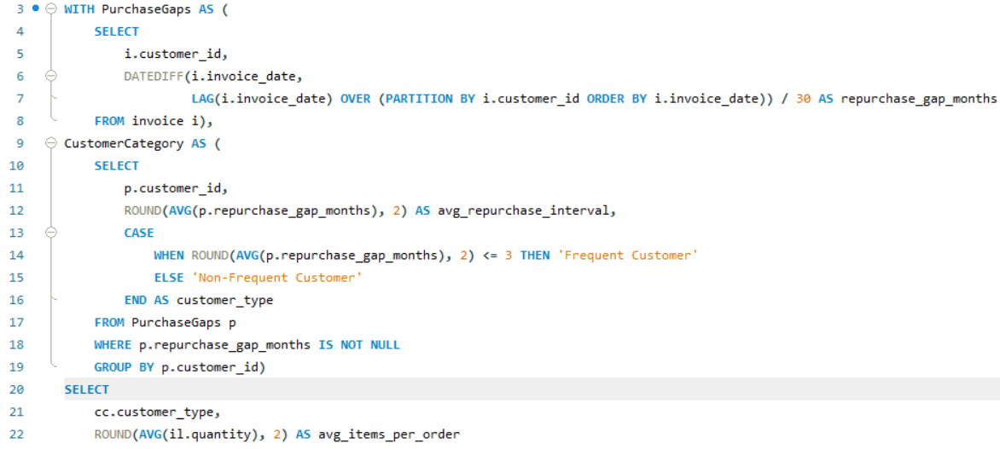 3 WITH PurchaseGaps AS (
4 SELECT
5 i.customer_id,
6 DATEDIFF(i.invoice_date,
7 LAG(i.invoice_date) OVER (PARTITION BY i.customer_id ORDER BY i.invoice_date)) / 30 AS repurchase_gap_months
8 FROM invoice i),
9 CustomerCategory AS (
10 SELECT
11 p.customer_id,
12 ROUND(AVG(p.repurchase_gap_months), 2) AS avg_repurchase_interval,
13 CASE
14 WHEN ROUND(AVG(p.repurchase_gap_months), 2) <= 3 THEN 'Frequent Customer'
15 ELSE 'Non-Frequent Customer'
16 END AS customer_type
17 FROM PurchaseGaps p
18 WHERE p.repurchase_gap_months IS NOT NULL
19 GROUP BY p.customer_id)
20 SELECT
21 cc.customer_type,
22 ROUND(AVG(il.quantity), 2) AS avg_items_per_order